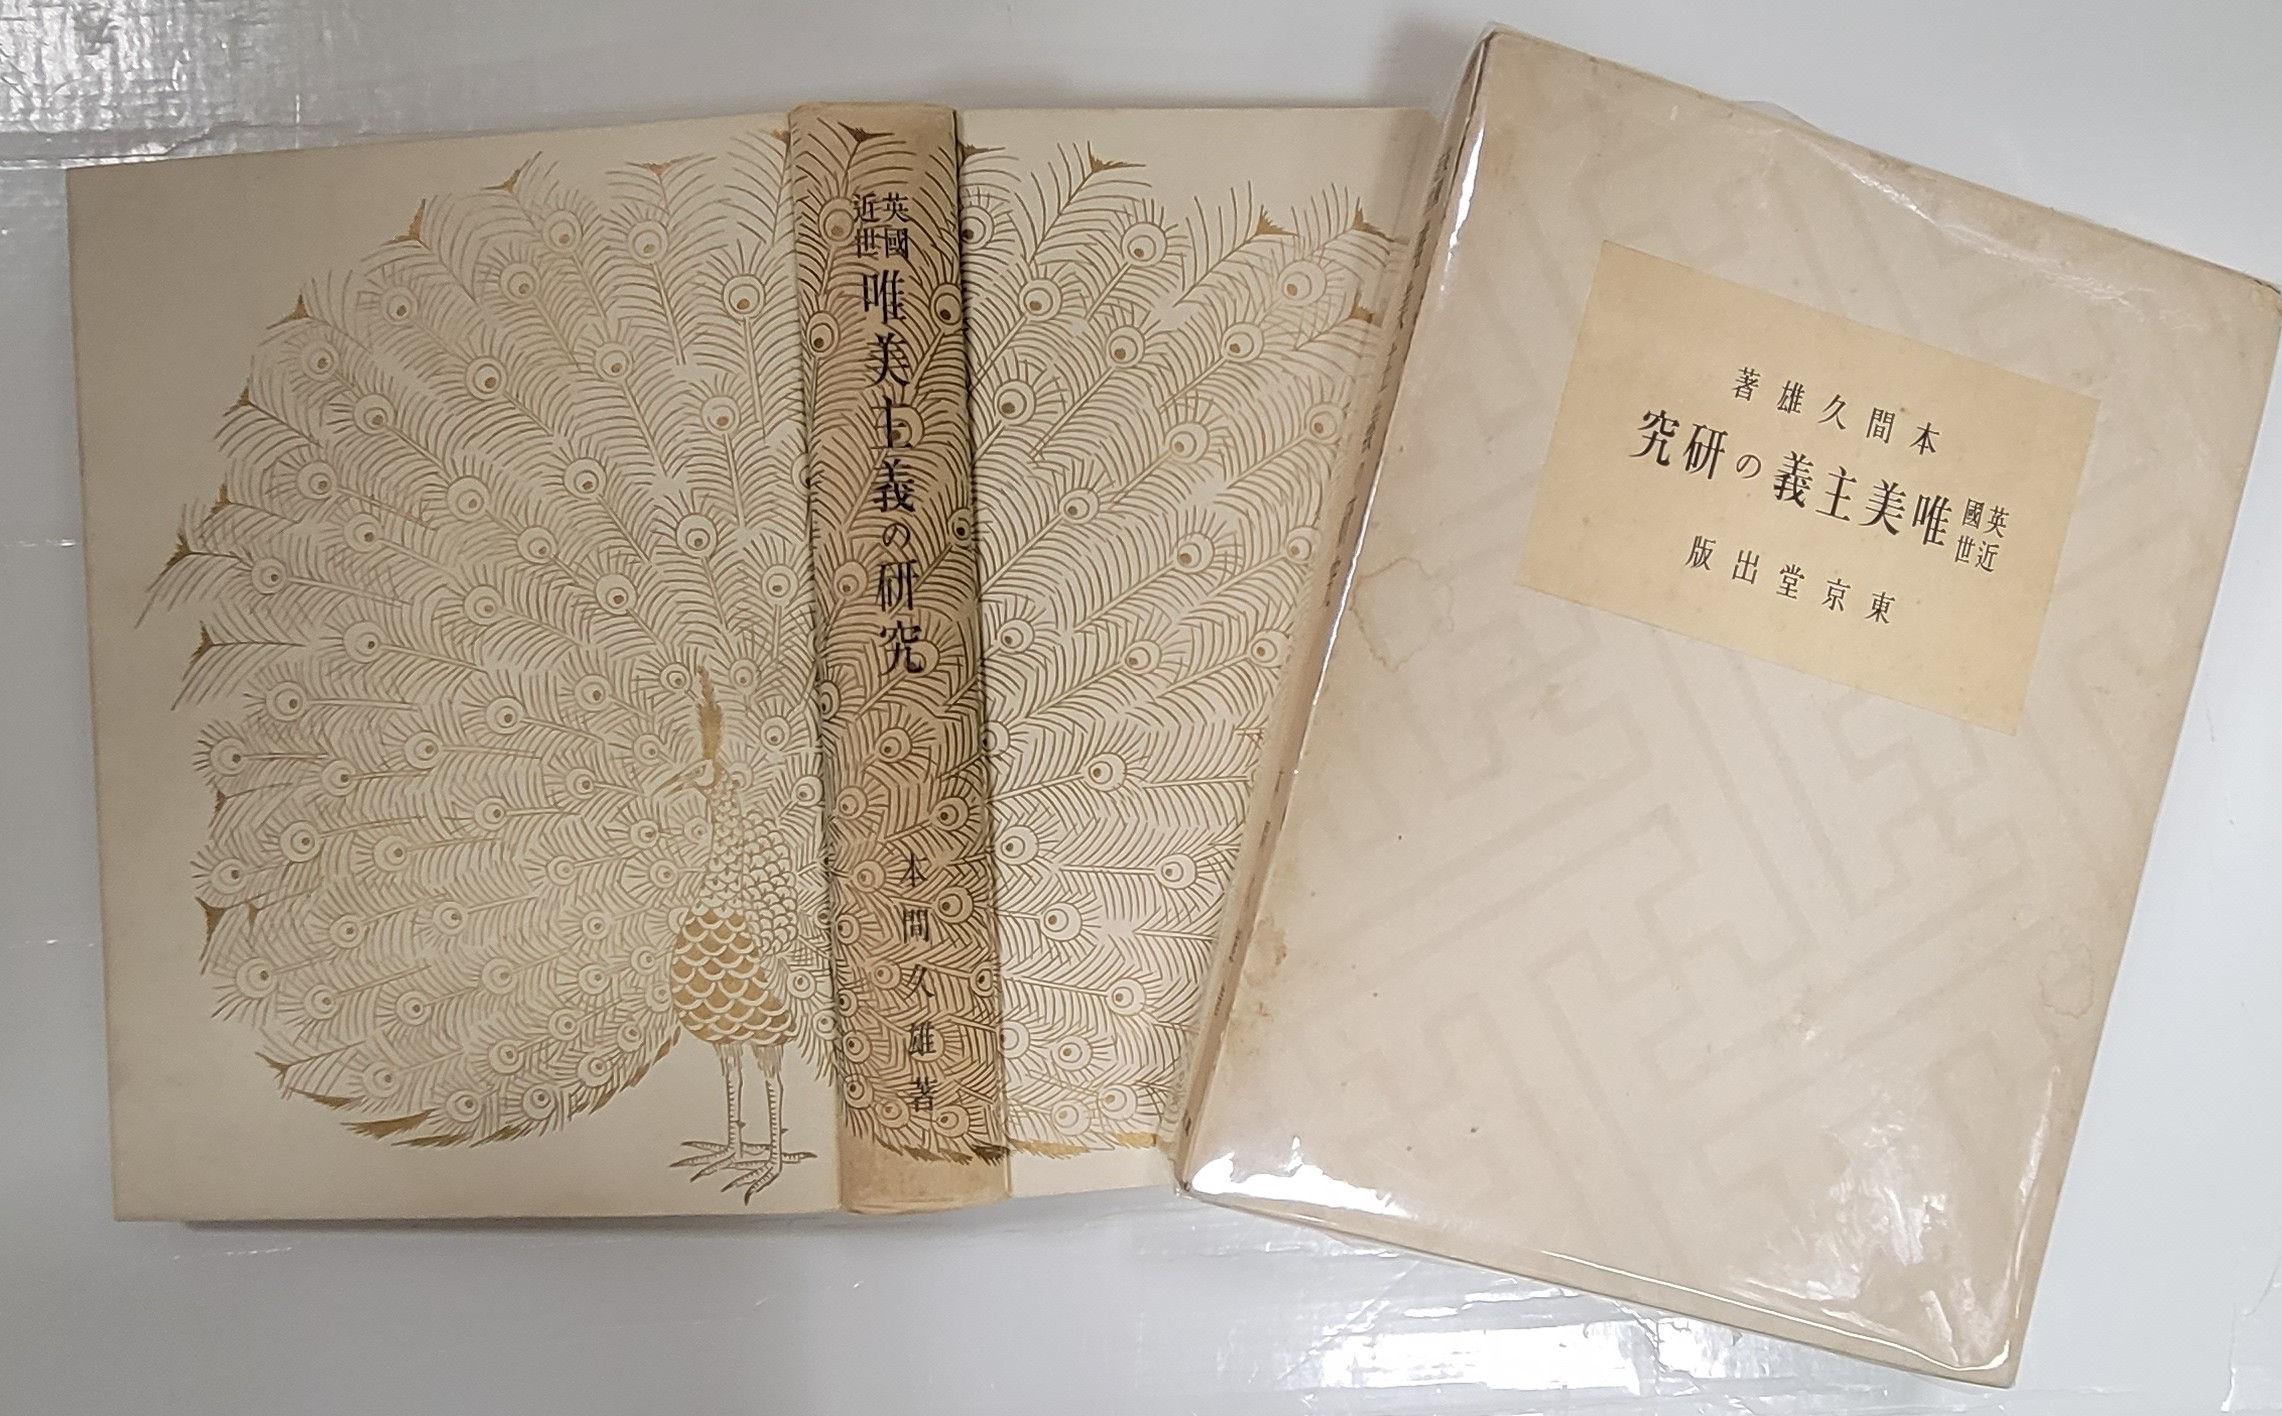 英國
近世
唯美主義の研究
本間久雄著
本間久雄著
英國
近世
唯美主義の研究
東京堂出版